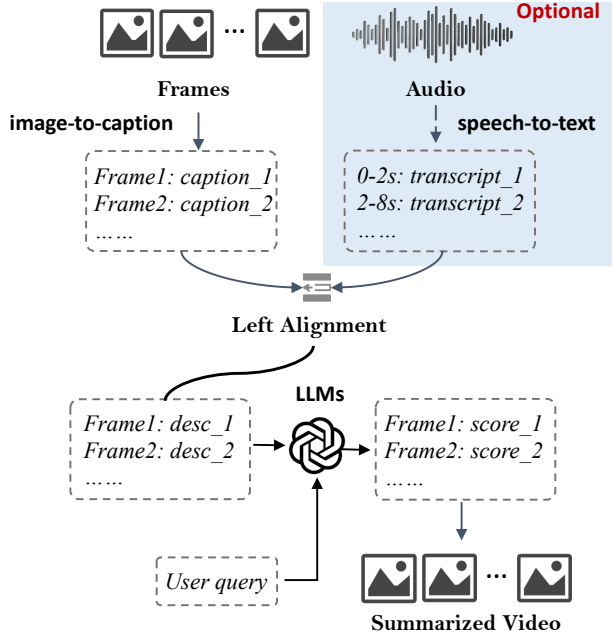 Optional
...
Frames
Audio
image-to-caption
speech-to-text
Frame1: caption_1
Frame2: caption_2
... ...
0-2s: transcript_1
2-8s: transcript_2
... ...
Left Alignment
LLMs
Frame1: desc_1
Frame2: desc_2
... ...
Frame1: score_1
Frame2: score_2
... ...
User query
...
Summarized Video